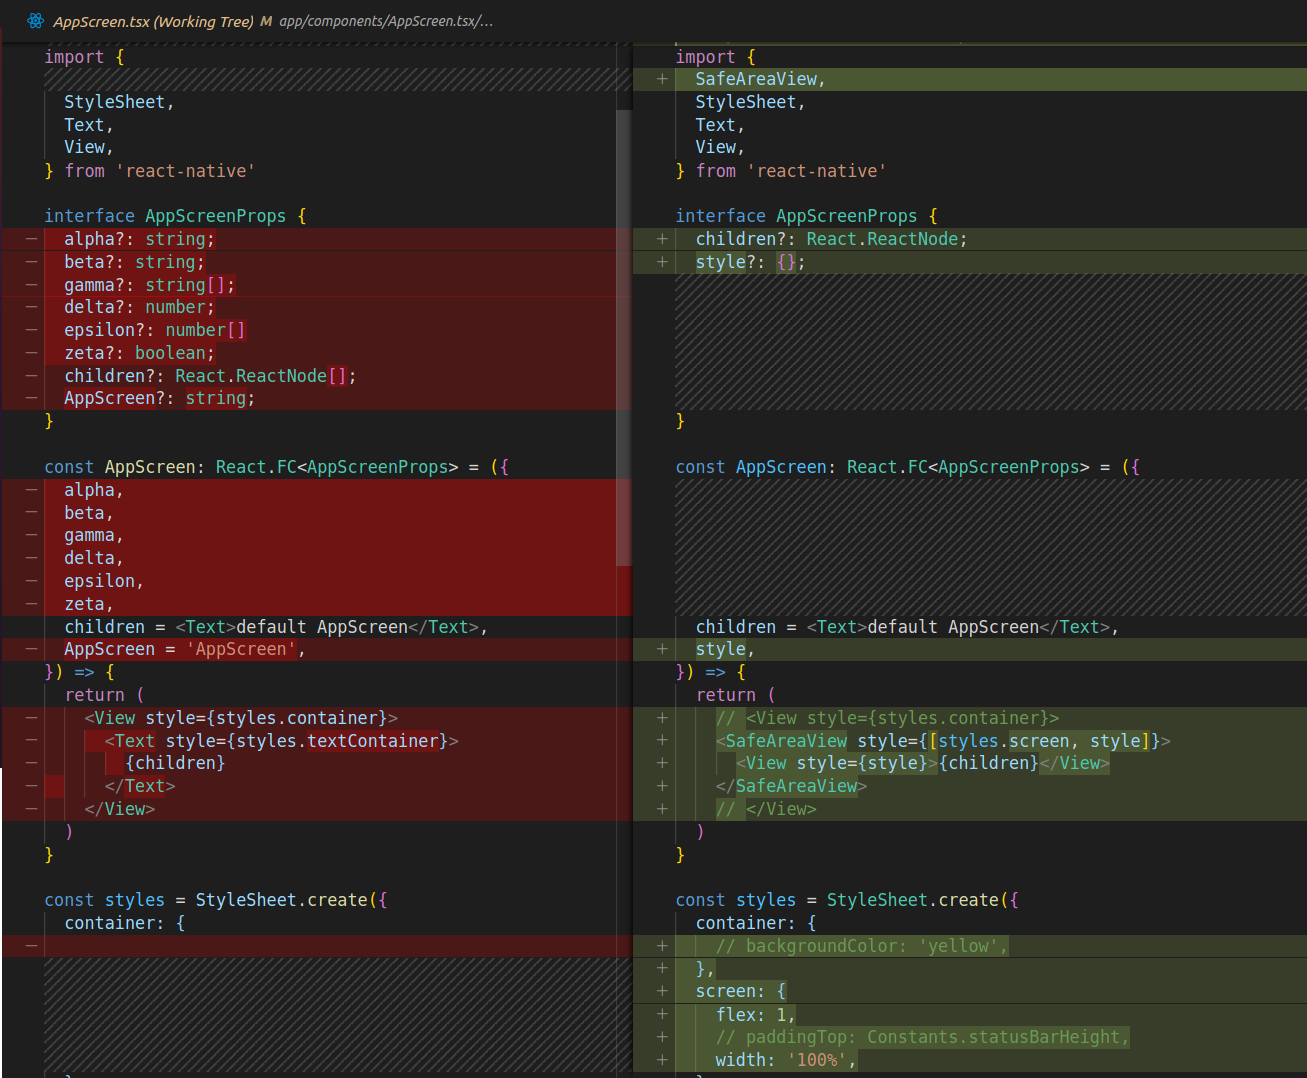 AppScreen.tsx (Working Tree) M app/components/AppScreen.tsx/...
import {
  StyleSheet,
  Text,
  View,
} from 'react-native'

interface AppScreenProps {
−  alpha?: string;
−  beta?: string;
−  gamma?: string[];
−  delta?: number;
−  epsilon?: number[]
−  zeta?: boolean;
−  children?: React.ReactNode[];
−  AppScreen?: string;
}

const AppScreen: React.FC<AppScreenProps> = ({
−  alpha,
−  beta,
−  gamma,
−  delta,
−  epsilon,
−  zeta,
  children = <Text>default AppScreen</Text>,
−  AppScreen = 'AppScreen',
}) => {
  return (
−    <View style={styles.container}>
−      <Text style={styles.textContainer}>
−        {children}
−      </Text>
−    </View>
  )
}

const styles = StyleSheet.create({
  container: {
−
import {
+  SafeAreaView,
  StyleSheet,
  Text,
  View,
} from 'react-native'

interface AppScreenProps {
+  children?: React.ReactNode;
+  style?: {};
}

const AppScreen: React.FC<AppScreenProps> = ({
  children = <Text>default AppScreen</Text>,
+  style,
}) => {
  return (
+    // <View style={styles.container}>
+    <SafeAreaView style={[styles.screen, style]}>
+      <View style={style}>{children}</View>
+    </SafeAreaView>
+    // </View>
  )
}

const styles = StyleSheet.create({
  container: {
+    // backgroundColor: 'yellow',
+  },
+  screen: {
+    flex: 1,
+    // paddingTop: Constants.statusBarHeight,
+    width: '100%',